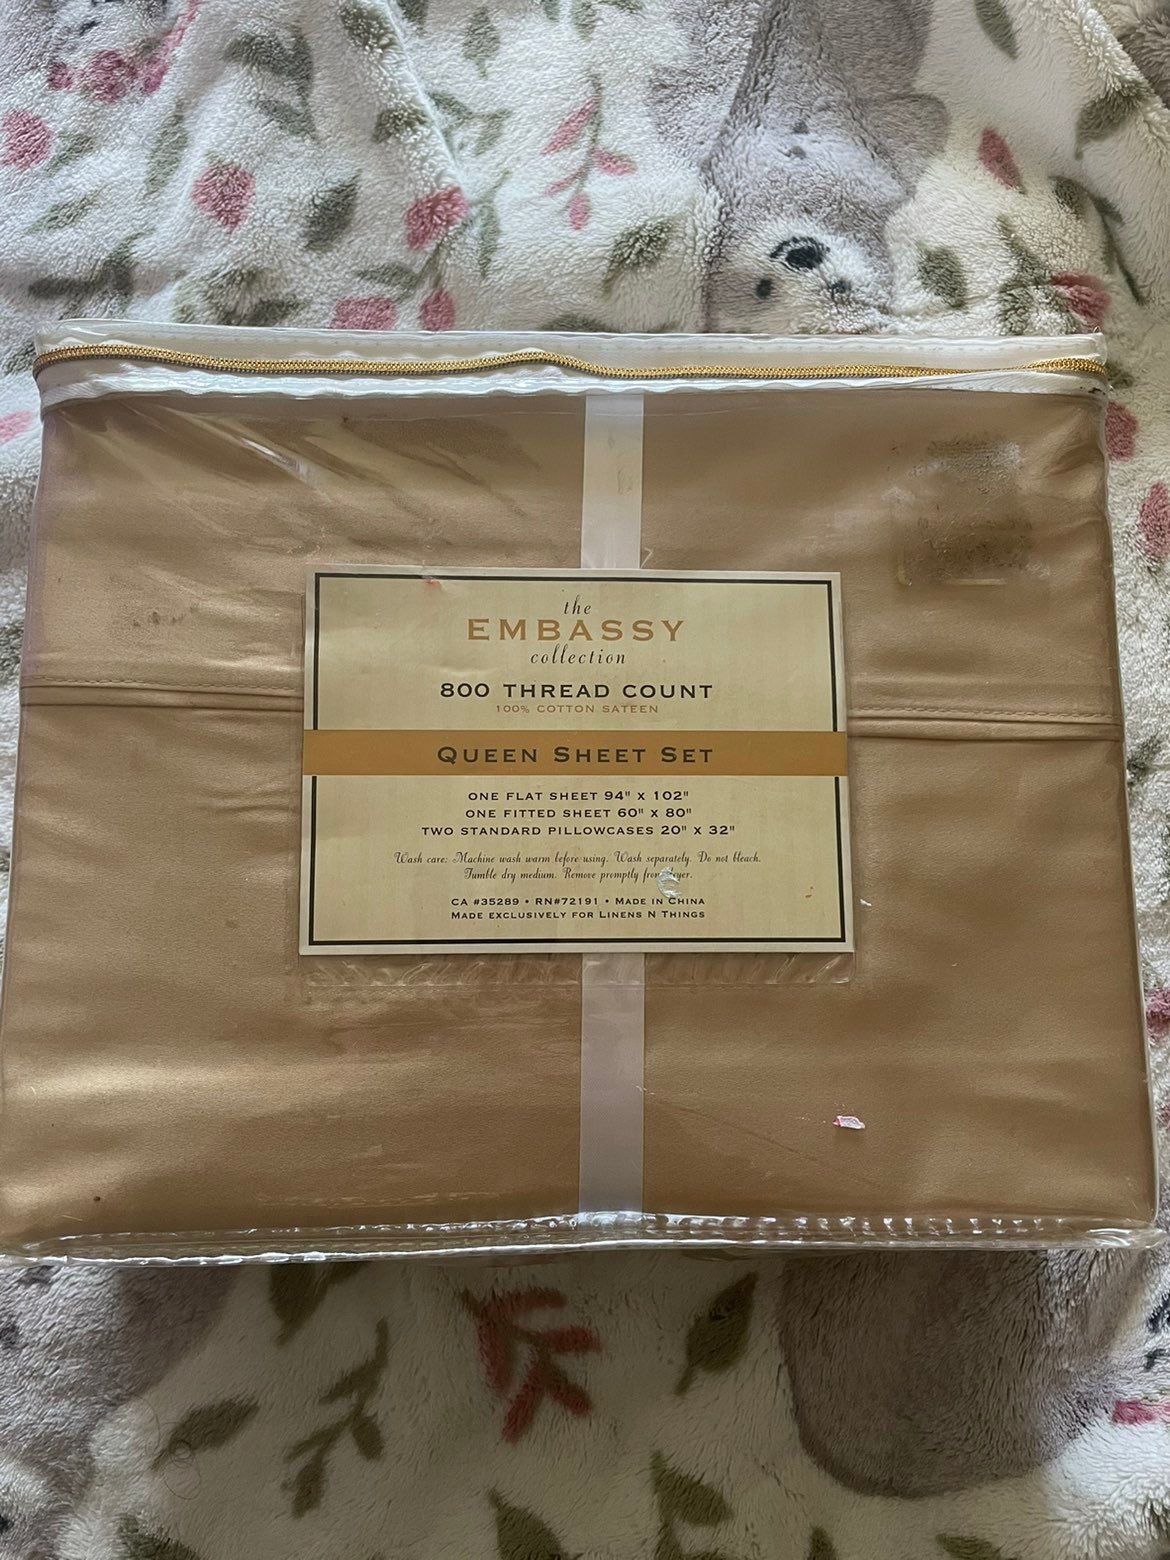 the
EMBASSY
collection
800 THREAD COUNT
100% COTTON SATEEN
QUEEN SHEET SET
ONE FLAT SHEET 94" X 102"
ONE FITTED SHEET 60" X 80"
TWO STANDARD PILLOWCASES 20" X 32"
Wash care: Machine wash warm before using. Wash separately. Do not bleach.
Tumble dry medium. Remove promptly from dryer.
CA #35289 • RN#72191 • MADE IN CHINA
MADE EXCLUSIVELY FOR LINENS N THINGS